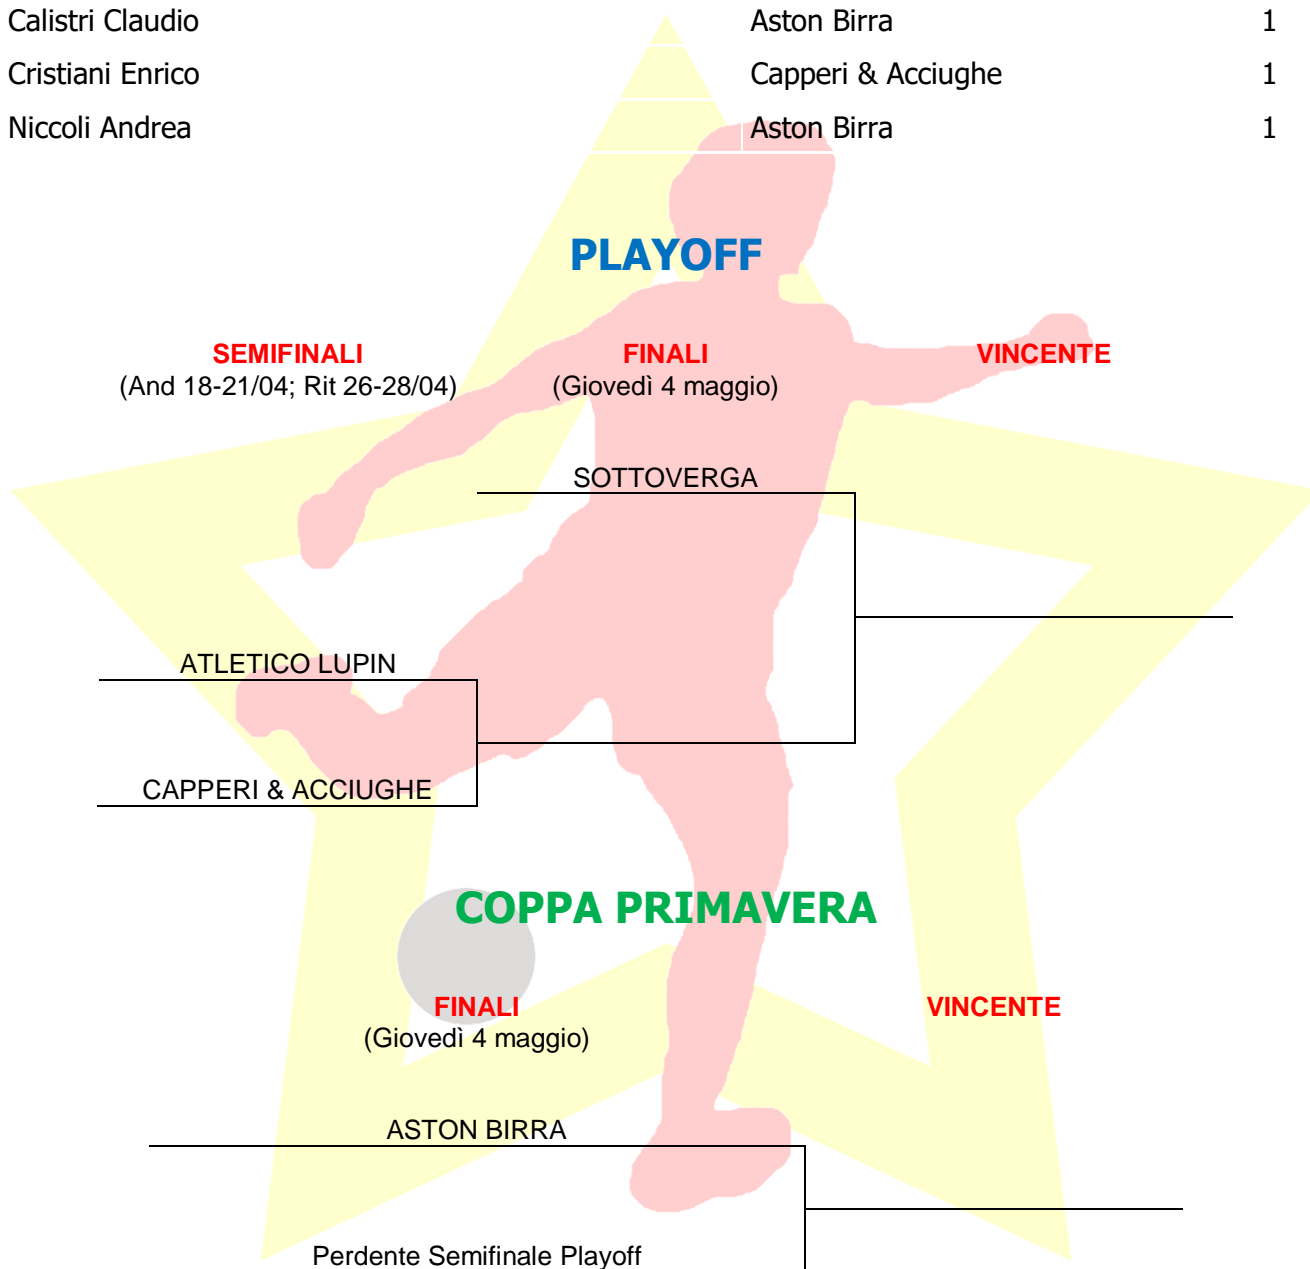 Calistri Claudio Aston Birra 1
Cristiani Enrico Capperi & Acciughe 1
Niccoli Andrea Aston Birra 1
PLAYOFF
SEMIFINALI FINALI VINCENTE
(And 18-21/04; Rit 26-28/04) (Giovedì 4 maggio)
SOTTOVERGA
ATLETICO LUPIN
CAPPERI & ACCIUGHE
COPPA PRIMAVERA
FINALI VINCENTE
(Giovedì 4 maggio)
ASTON BIRRA
Perdente Semifinale Playoff